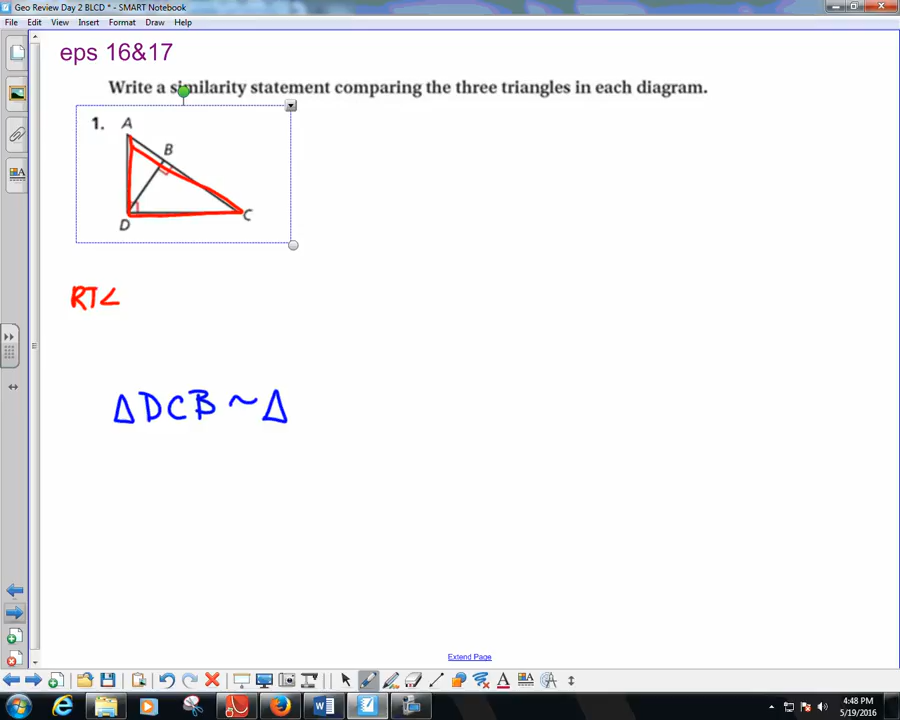 Geo Review Day 2 BLCD * - SMART Notebook
File Edit View Insert Format Draw Help
eps 16&17
Write a similarity statement comparing the three triangles in each diagram.
1. A
B
D
C
RT∠
ΔDCB ~ Δ
Extend Page
4:48 PM
5/19/2016